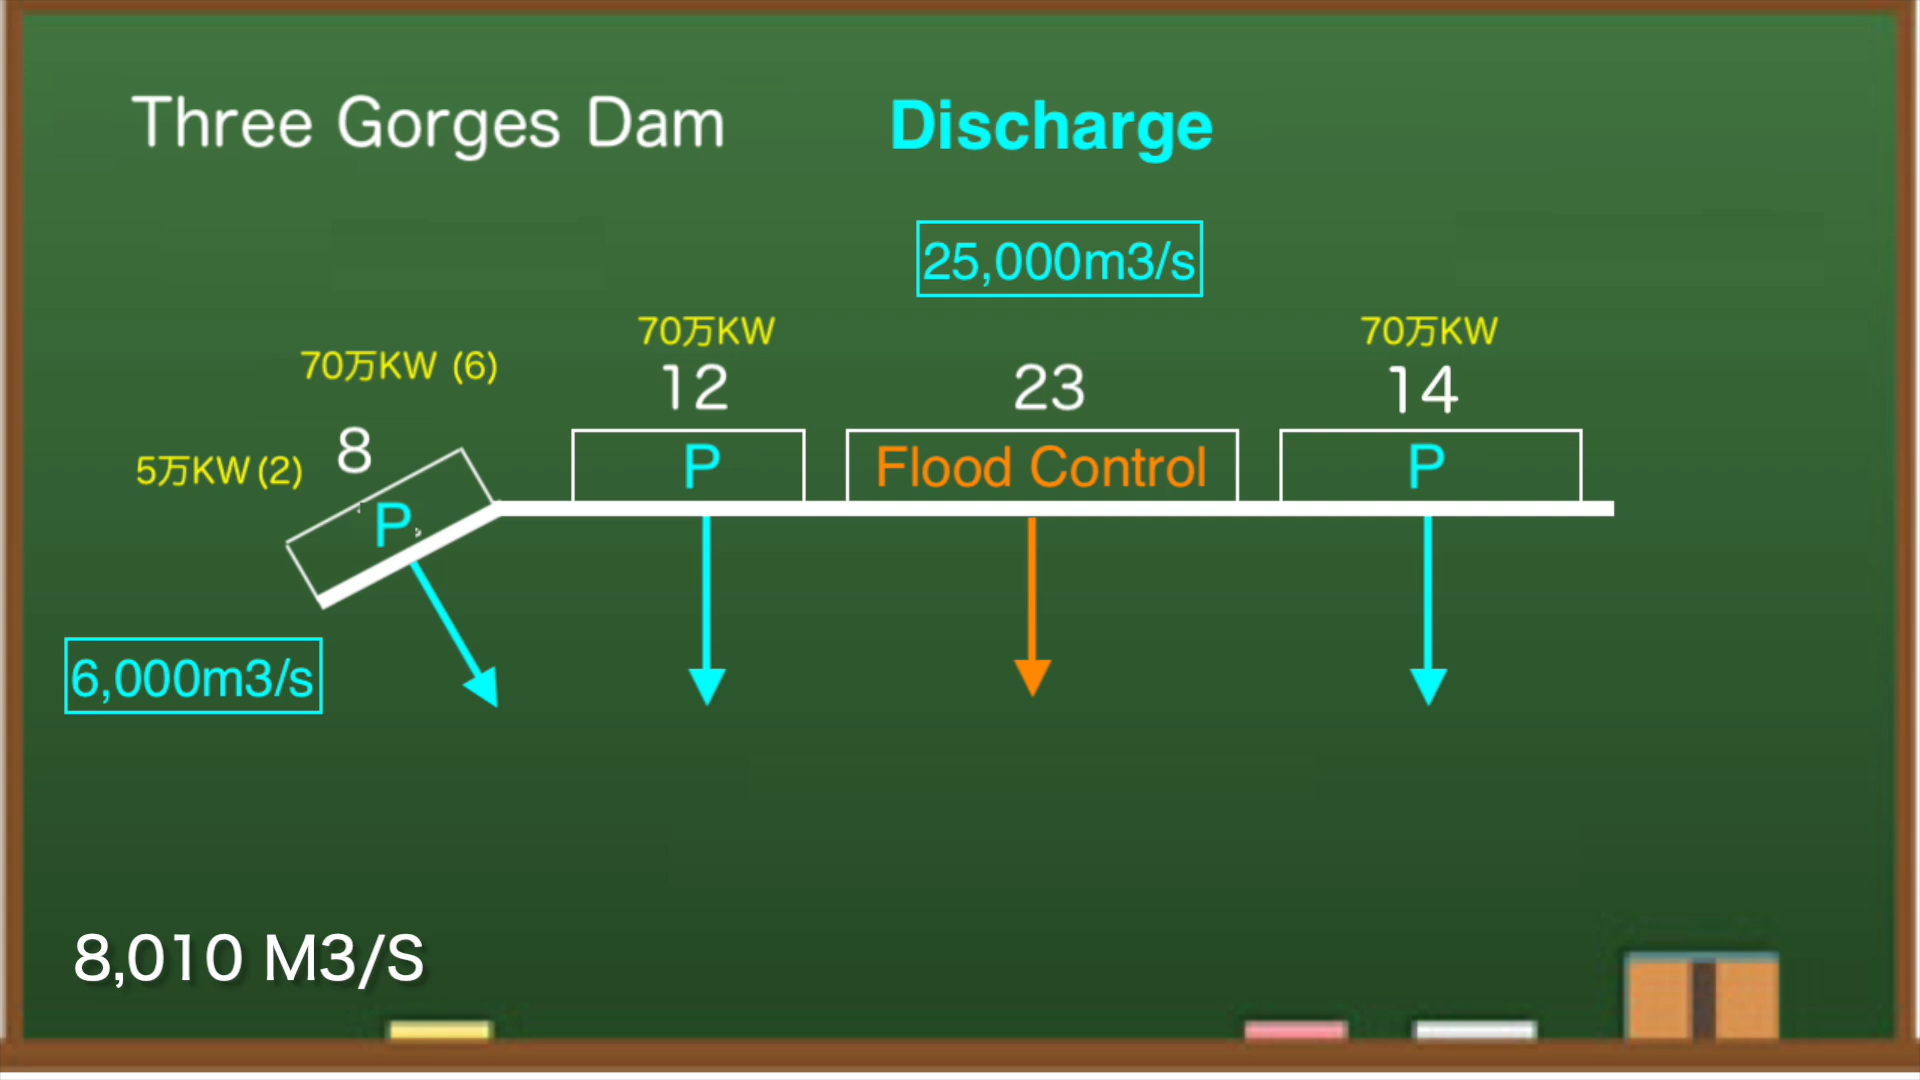 Three Gorges Dam
Discharge
25,000m3/s
70万KW
70万KW
70万KW (6)
12
23
14
8
5万KW (2)
P
Flood Control
P
P
6,000m3/s
8,010 M3/S